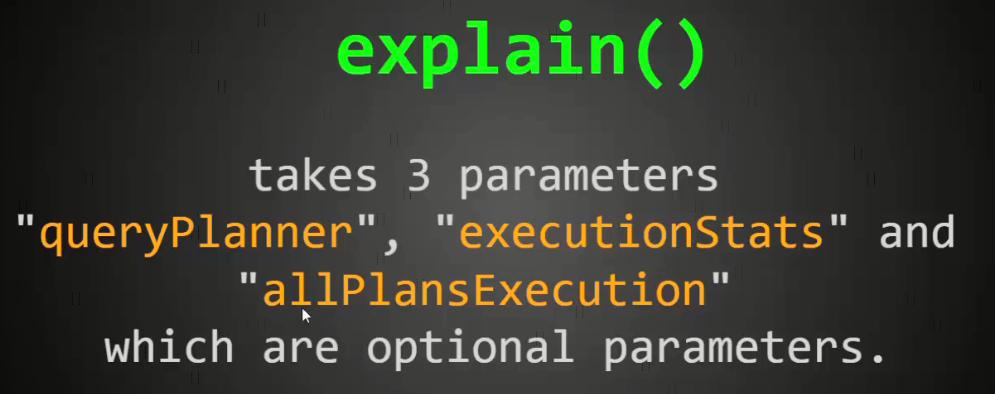 explain()
takes 3 parameters
"queryPlanner", "executionStats" and
"allPlansExecution"
which are optional parameters.